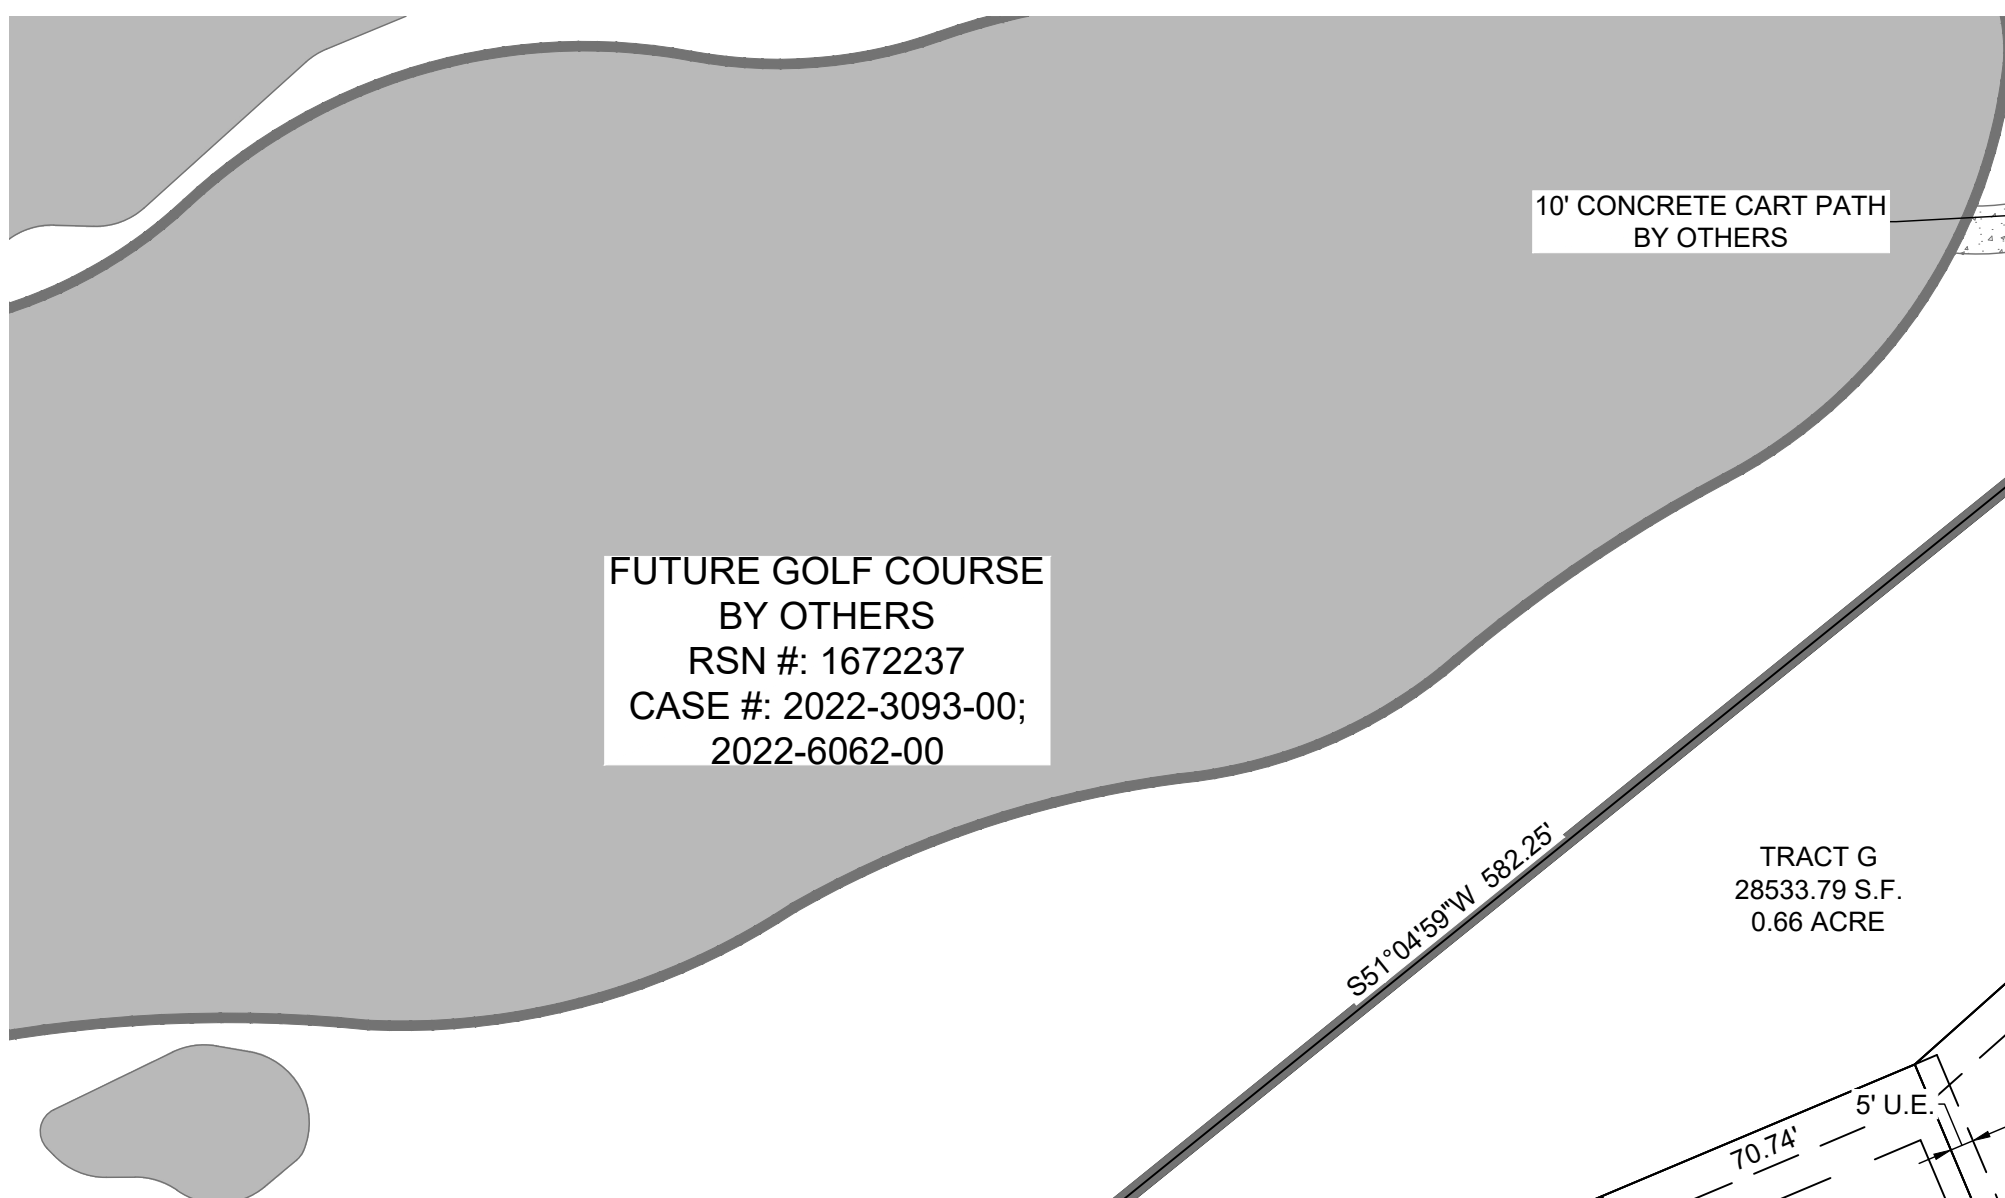 10' CONCRETE CART PATH
BY OTHERS
FUTURE GOLF COURSE
BY OTHERS
RSN #: 1672237
CASE #: 2022-3093-00;
2022-6062-00
S51°04'59"W 582.25'
TRACT G
28533.79 S.F.
0.66 ACRE
5' U.E.
70.74'